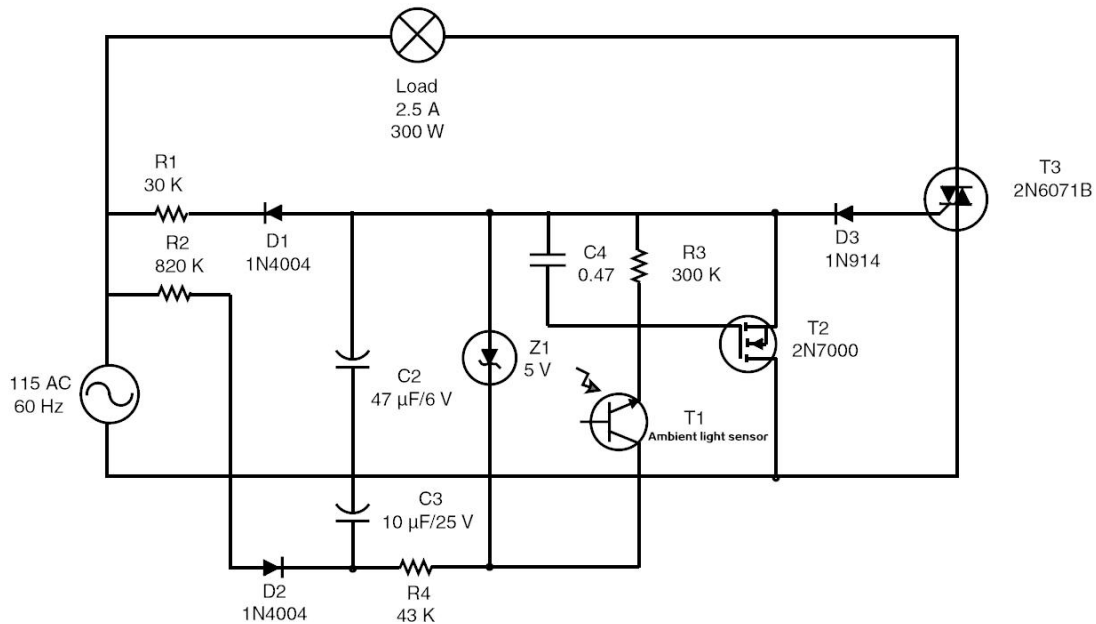 Load
2.5 A
300 W
R1
30 K
T3
2N6071B
R2
820 K
D1
1N4004
C4
0.47
R3
300 K
D3
1N914
T2
2N7000
Z1
5 V
C2
47 µF/6 V
115 AC
60 Hz
T1
Ambient light sensor
C3
10 µF/25 V
D2
1N4004
R4
43 K